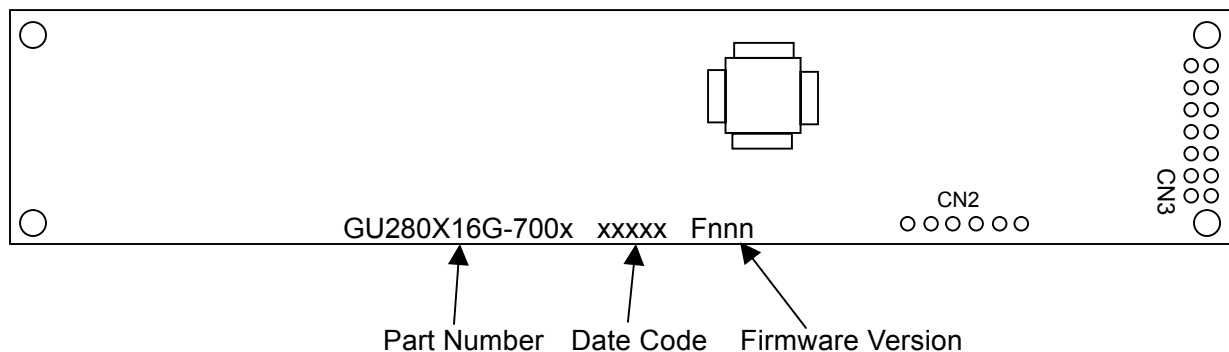 CN2
CN3
GU280X16G-700x xxxxx Fnnn
Part Number Date Code Firmware Version